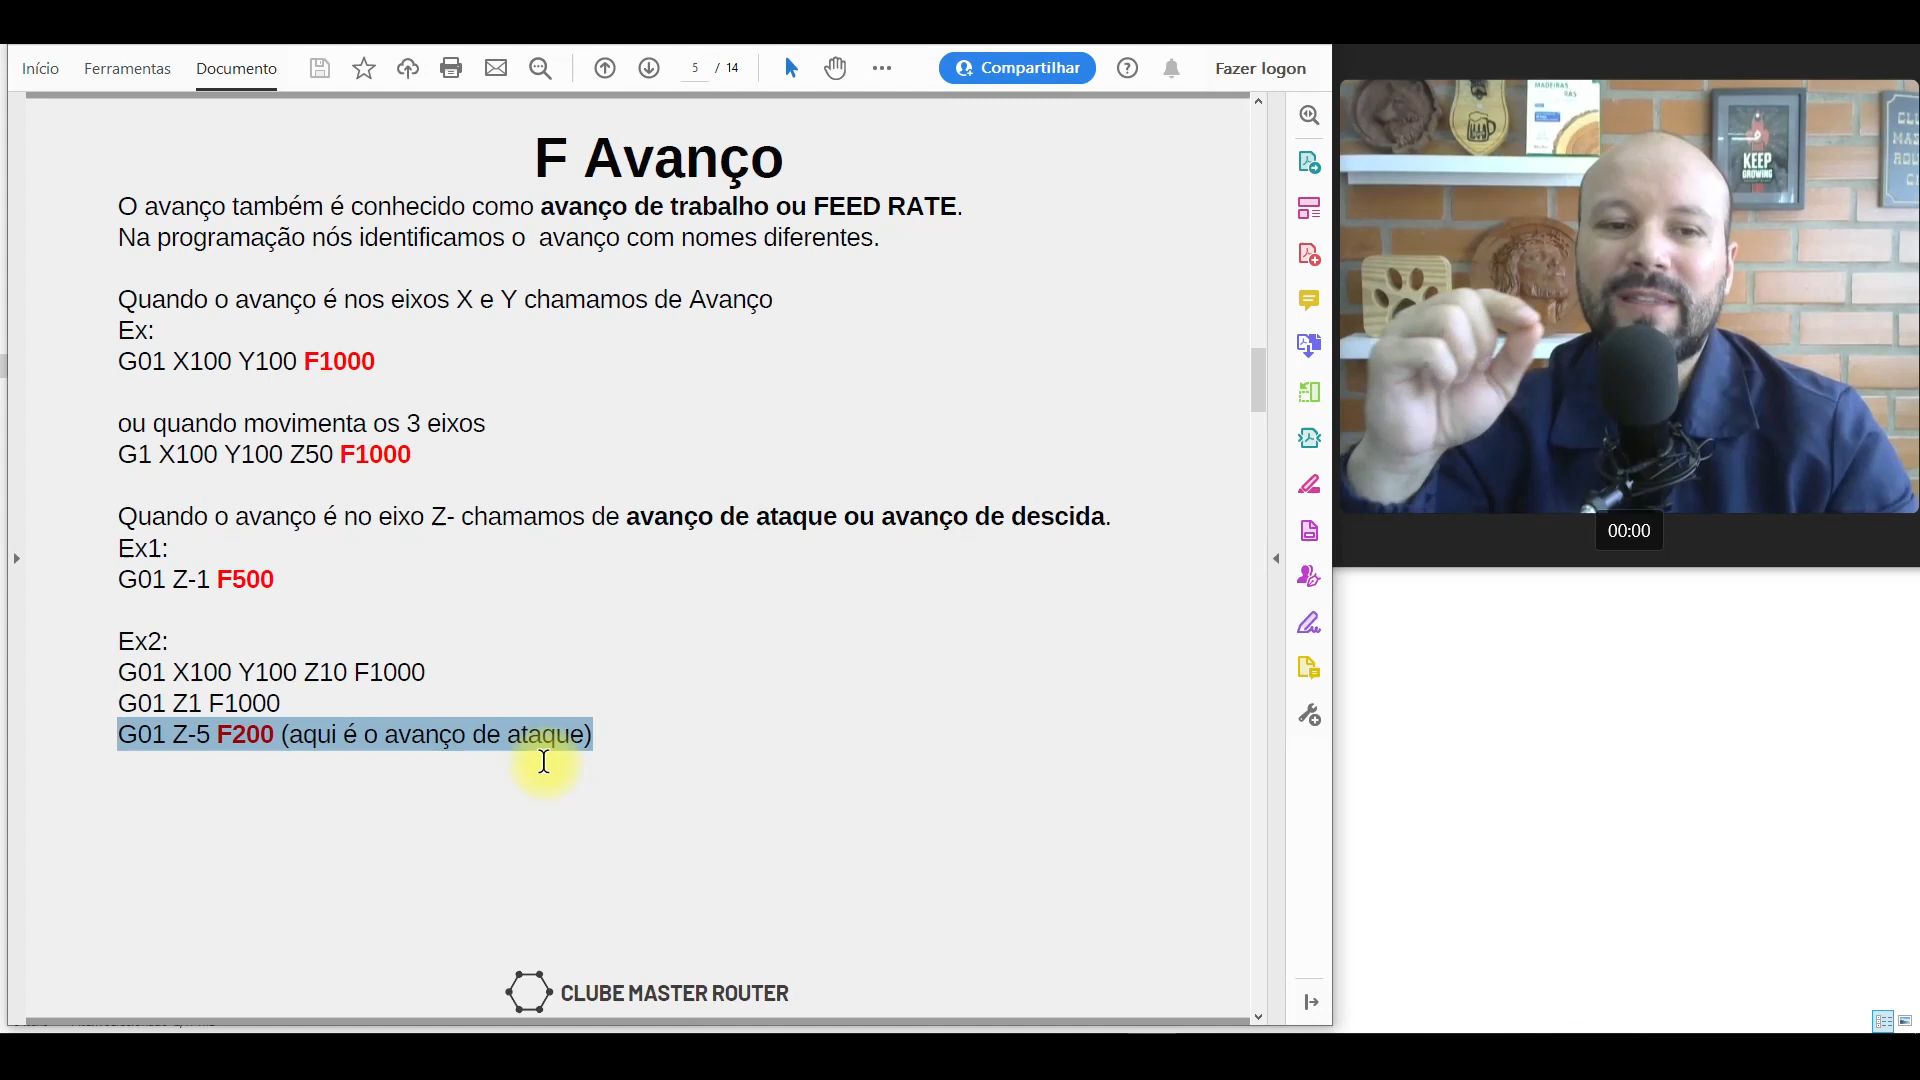 Início Ferramentas Documento 5 / 14 Compartilhar Fazer logon
F Avanço
O avanço também é conhecido como avanço de trabalho ou FEED RATE.
Na programação nós identificamos o avanço com nomes diferentes.
Quando o avanço é nos eixos X e Y chamamos de Avanço
Ex:
G01 X100 Y100 F1000
ou quando movimenta os 3 eixos
G1 X100 Y100 Z50 F1000
Quando o avanço é no eixo Z- chamamos de avanço de ataque ou avanço de descida.
Ex1:
G01 Z-1 F500
Ex2:
G01 X100 Y100 Z10 F1000
G01 Z1 F1000
G01 Z-5 F200 (aqui é o avanço de ataque)
CLUBE MASTER ROUTER
MADEIRAS
KEEP
GROWING
00:00